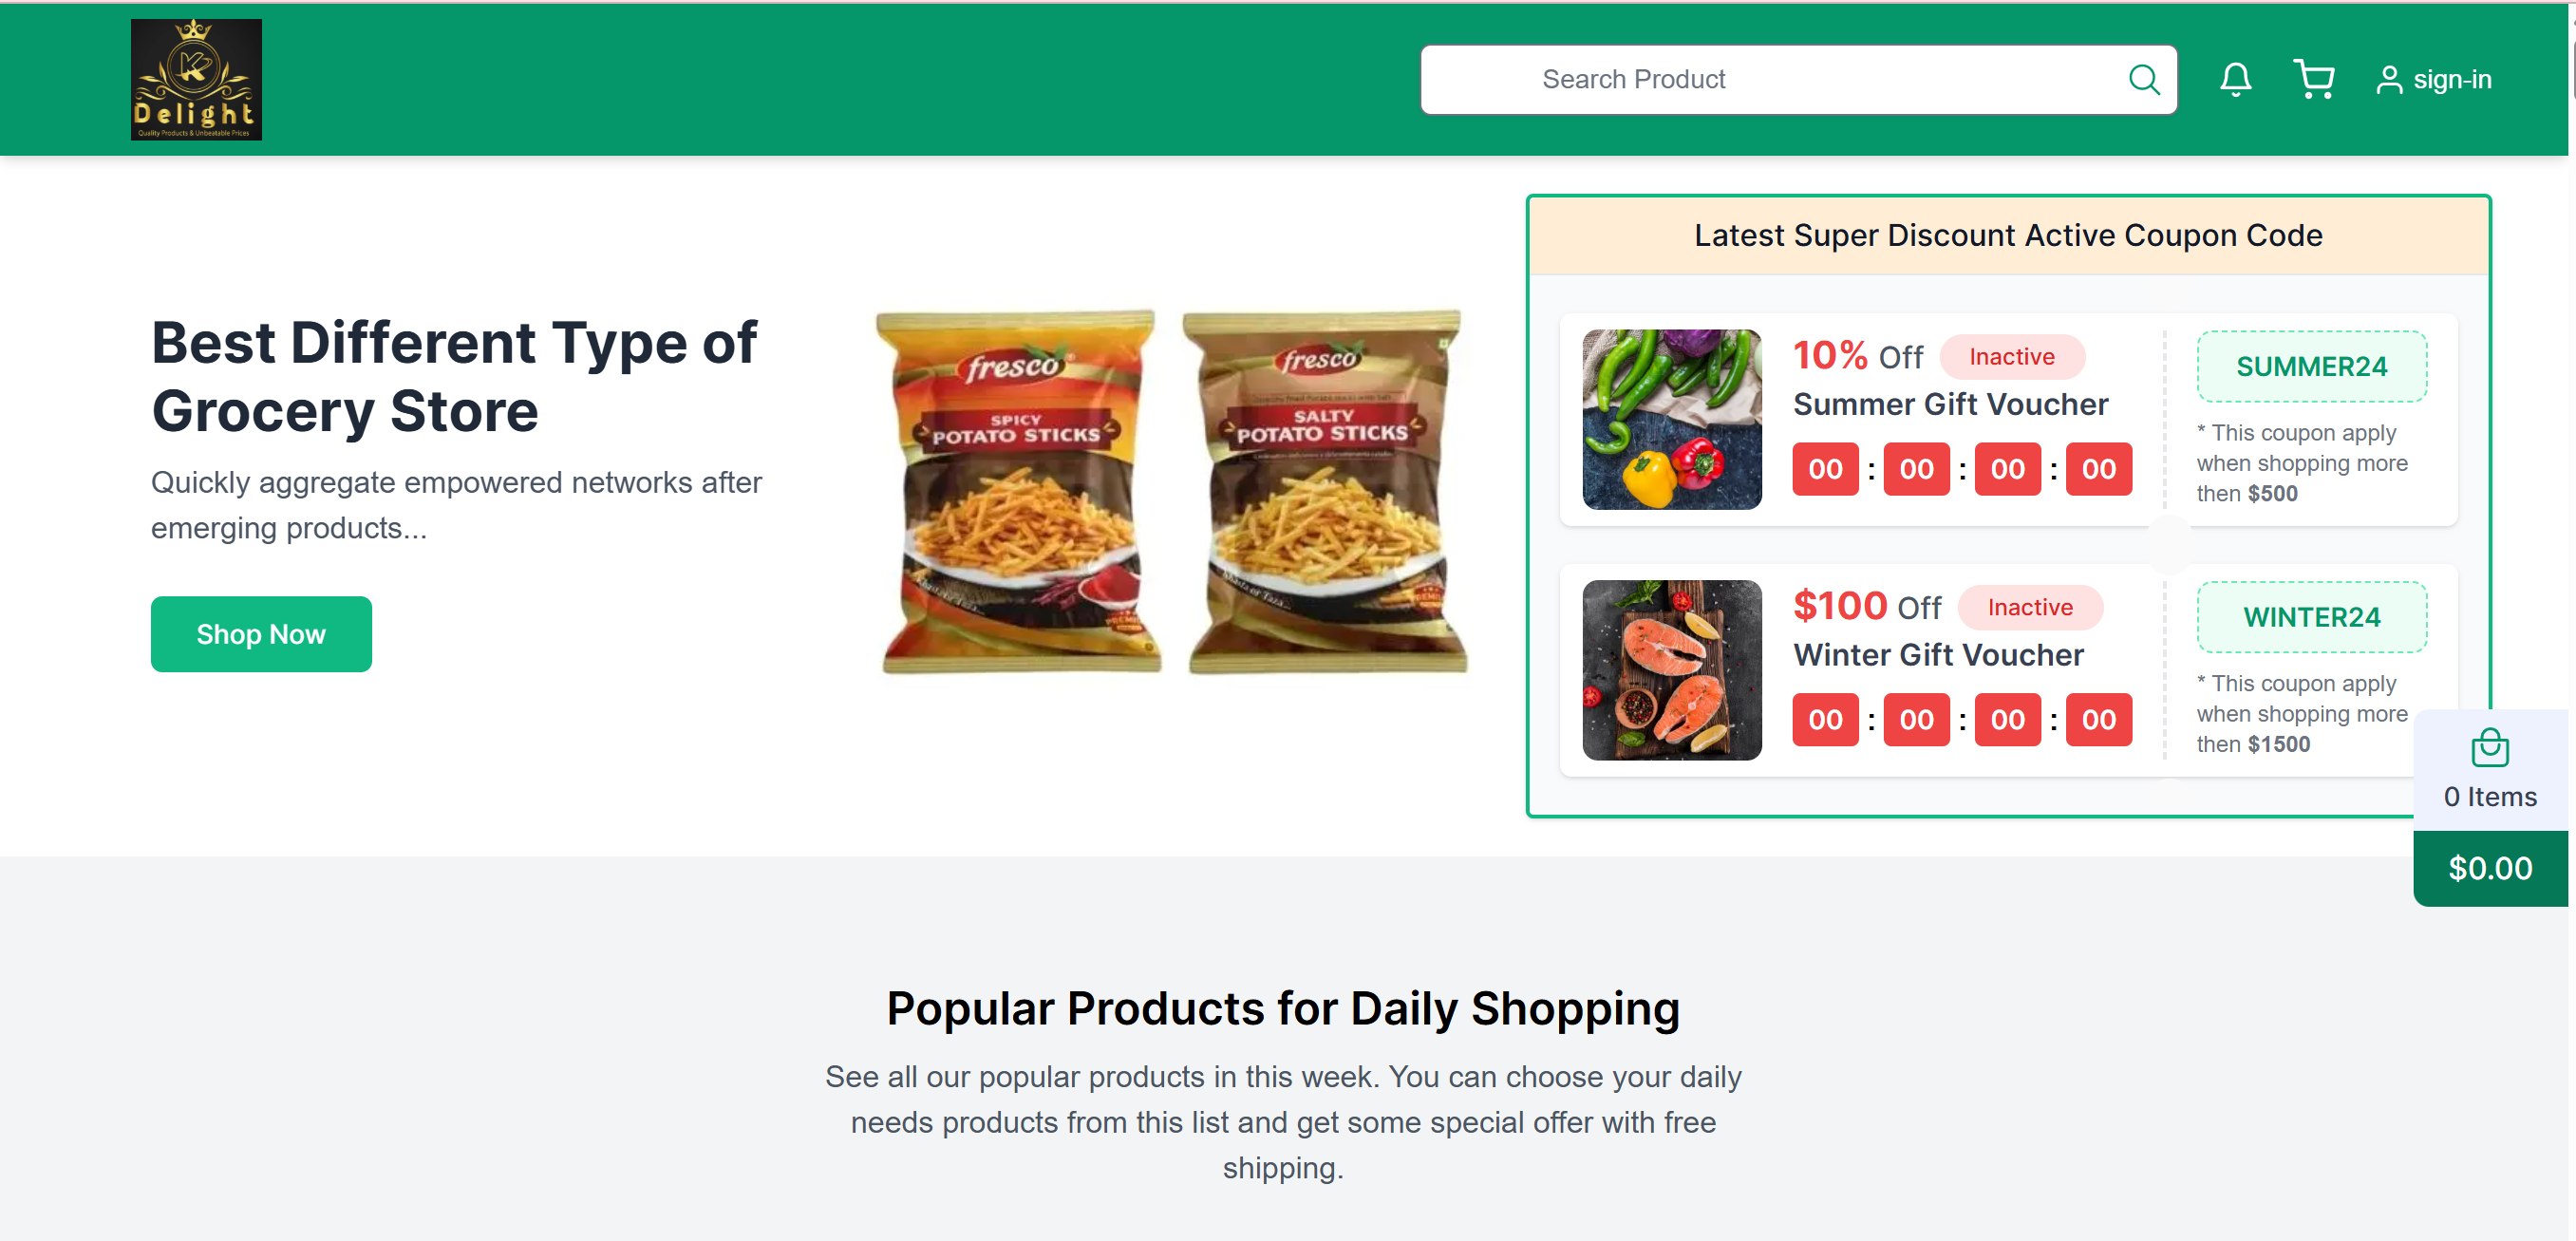 K
Delight
Quality Products & Unbeatable Prices
Search Product
sign-in
Best Different Type of
Grocery Store
Quickly aggregate empowered networks after
emerging products...
Shop Now
fresco
SPICY
POTATO STICKS
fresco
SALTY
POTATO STICKS
Latest Super Discount Active Coupon Code
10% Off Inactive
Summer Gift Voucher
00 : 00 : 00 : 00
SUMMER24
* This coupon apply
when shopping more
then $500
$100 Off Inactive
Winter Gift Voucher
00 : 00 : 00 : 00
WINTER24
* This coupon apply
when shopping more
then $1500
0 Items
$0.00
Popular Products for Daily Shopping
See all our popular products in this week. You can choose your daily
needs products from this list and get some special offer with free
shipping.